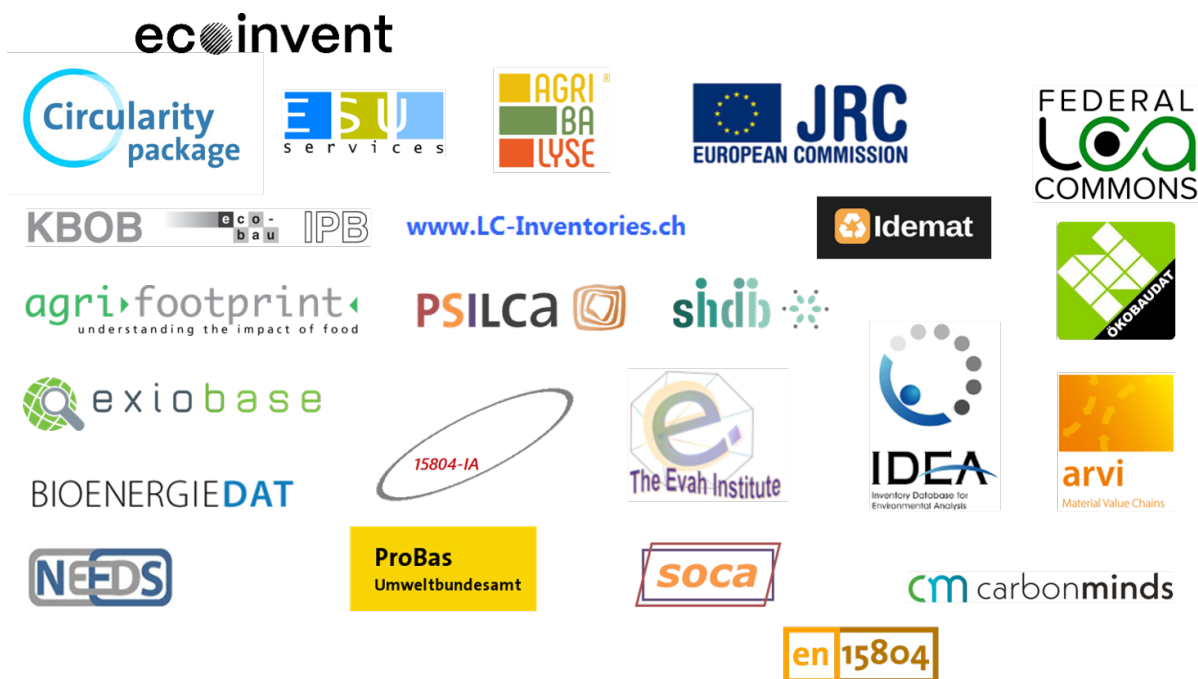 ecoinvent
Circularity
package
ESU
services
AGRI
BA
LYSE
®
JRC
EUROPEAN COMMISSION
FEDERAL
LCA
COMMONS
KBOB
eco-
bau
IPB
www.LC-Inventories.ch
Idemat
ÖKOBAUDAT
agri footprint
understanding the impact of food
PSILCA
shdb
exiobase
15804-IA
e
The Evah Institute
IDEA
Inventory Database for
Environmental Analysis
arvi
Material Value Chains
BIOENERGIEDAT
NEEDS
ProBas
Umweltbundesamt
soca
cm carbonminds
en 15804